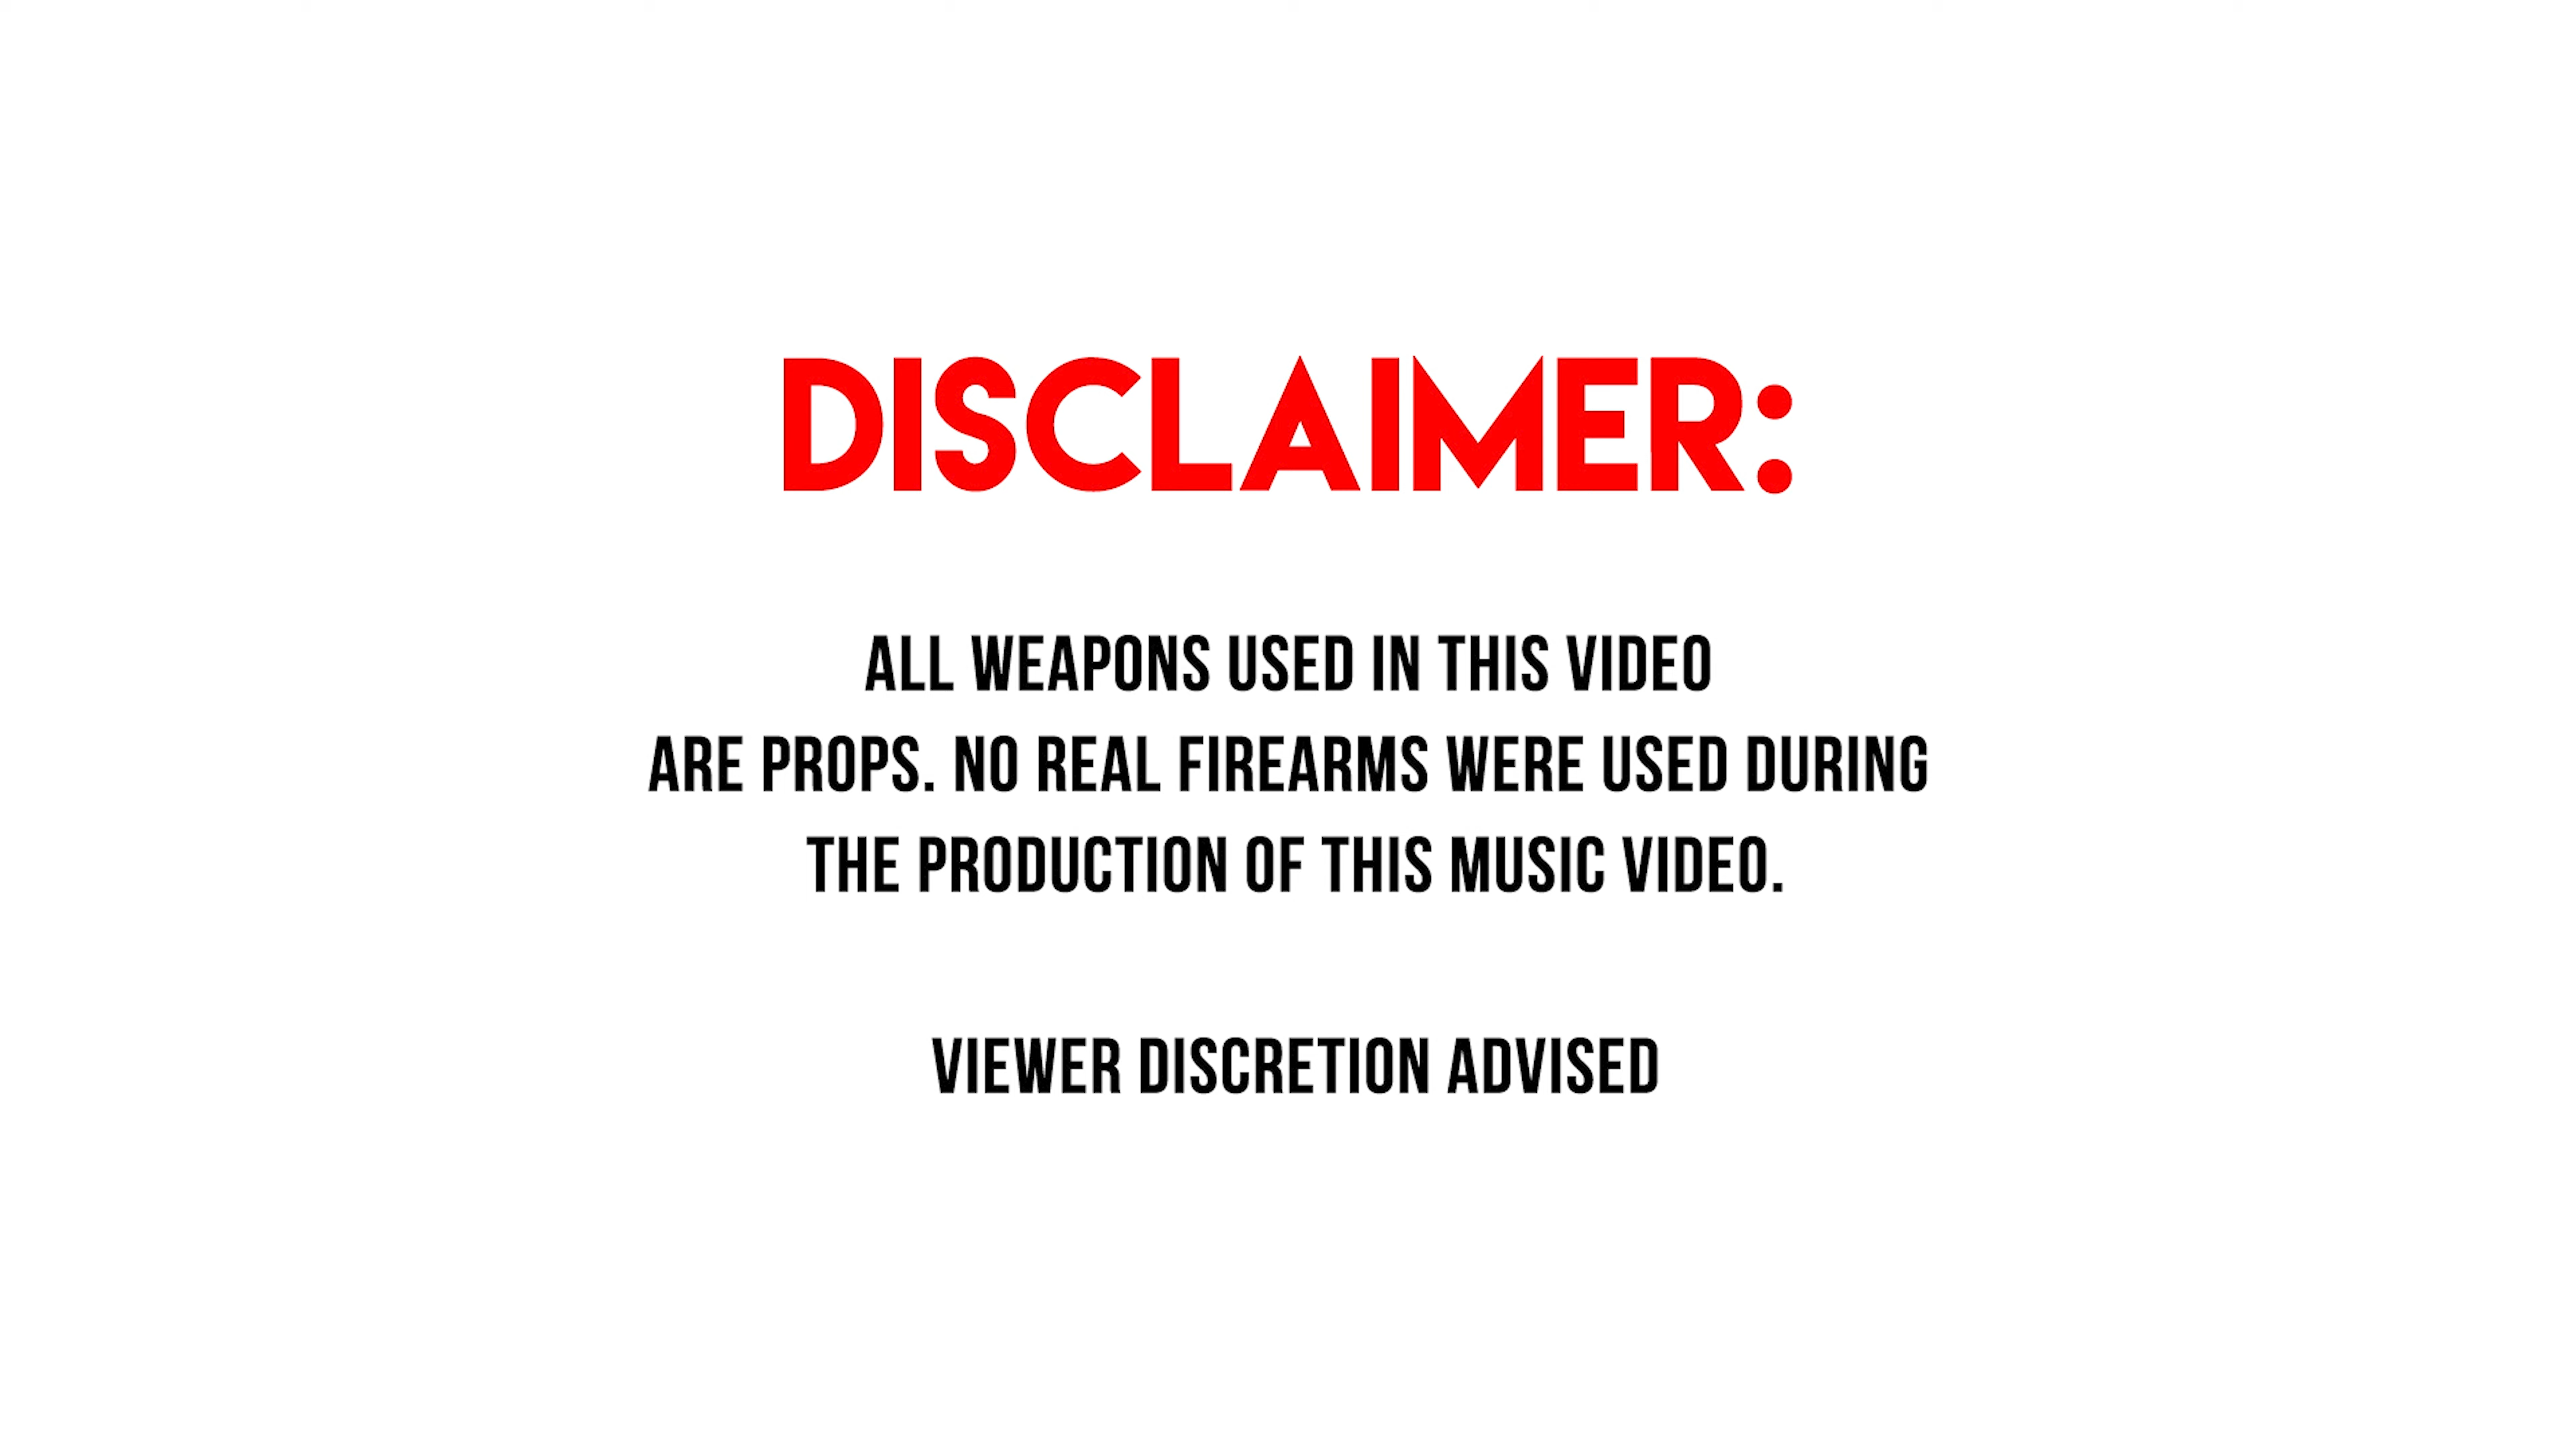 DISCLAIMER:
ALL WEAPONS USED IN THIS VIDEO
ARE PROPS. NO REAL FIREARMS WERE USED DURING
THE PRODUCTION OF THIS MUSIC VIDEO.
VIEWER DISCRETION ADVISED